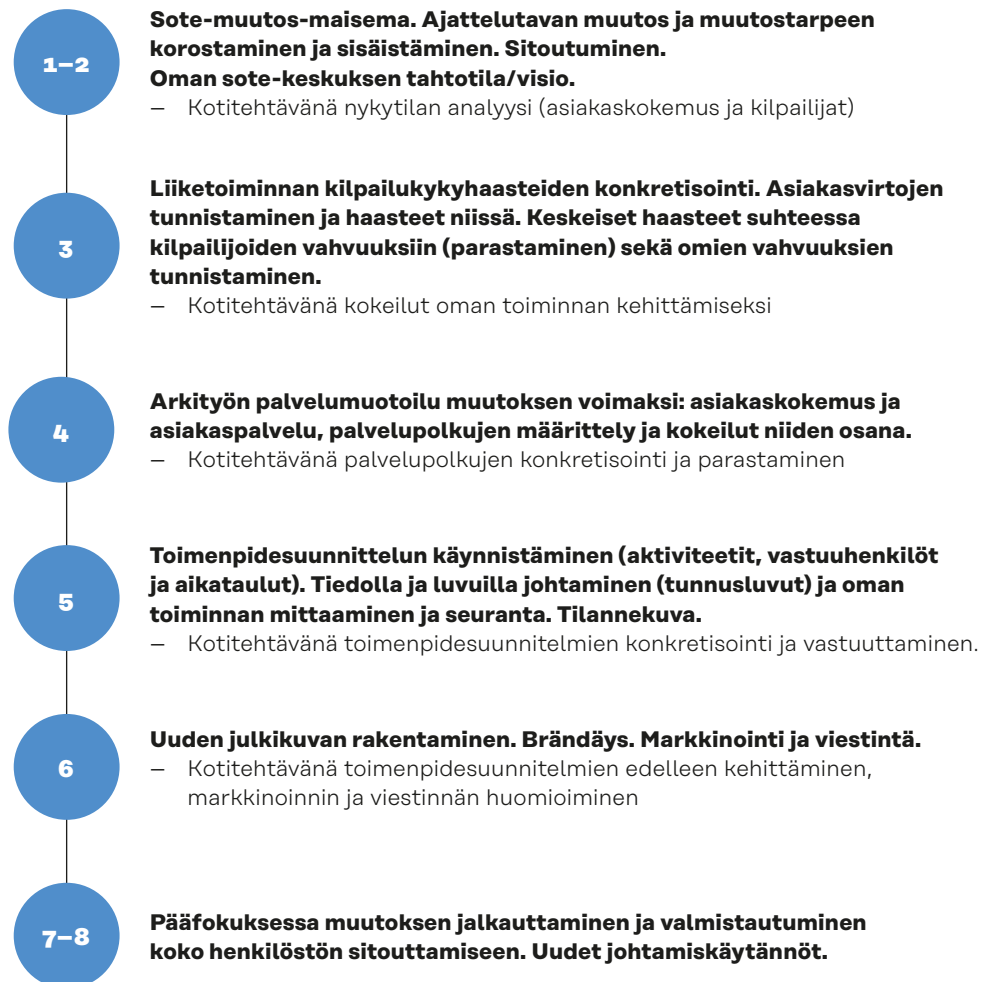 1–2
Sote-muutos-maisema. Ajattelutavan muutos ja muutostarpeen
korostaminen ja sisäistäminen. Sitoutuminen.
Oman sote-keskuksen tahtotila/visio.
– Kotitehtävänä nykytilan analyysi (asiakaskokemus ja kilpailijat)
3
Liiketoiminnan kilpailukykyhaasteiden konkretisointi. Asiakasvirtojen
tunnistaminen ja haasteet niissä. Keskeiset haasteet suhteessa
kilpailijoiden vahvuuksiin (parastaminen) sekä omien vahvuuksien
tunnistaminen.
– Kotitehtävänä kokeilut oman toiminnan kehittämiseksi
4
Arkityön palvelumuotoilu muutoksen voimaksi: asiakaskokemus ja
asiakaspalvelu, palvelupolkujen määrittely ja kokeilut niiden osana.
– Kotitehtävänä palvelupolkujen konkretisointi ja parastaminen
5
Toimenpidesuunnittelun käynnistäminen (aktiviteetit, vastuuhenkilöt
ja aikataulut). Tiedolla ja luvuilla johtaminen (tunnusluvut) ja oman
toiminnan mittaaminen ja seuranta. Tilannekuva.
– Kotitehtävänä toimenpidesuunnitelmien konkretisointi ja vastuuttaminen.
6
Uuden julkikuvan rakentaminen. Brändäys. Markkinointi ja viestintä.
– Kotitehtävänä toimenpidesuunnitelmien edelleen kehittäminen,
markkinoinnin ja viestinnän huomioiminen
7–8
Pääfokuksessa muutoksen jalkauttaminen ja valmistautuminen
koko henkilöstön sitouttamiseen. Uudet johtamiskäytännöt.